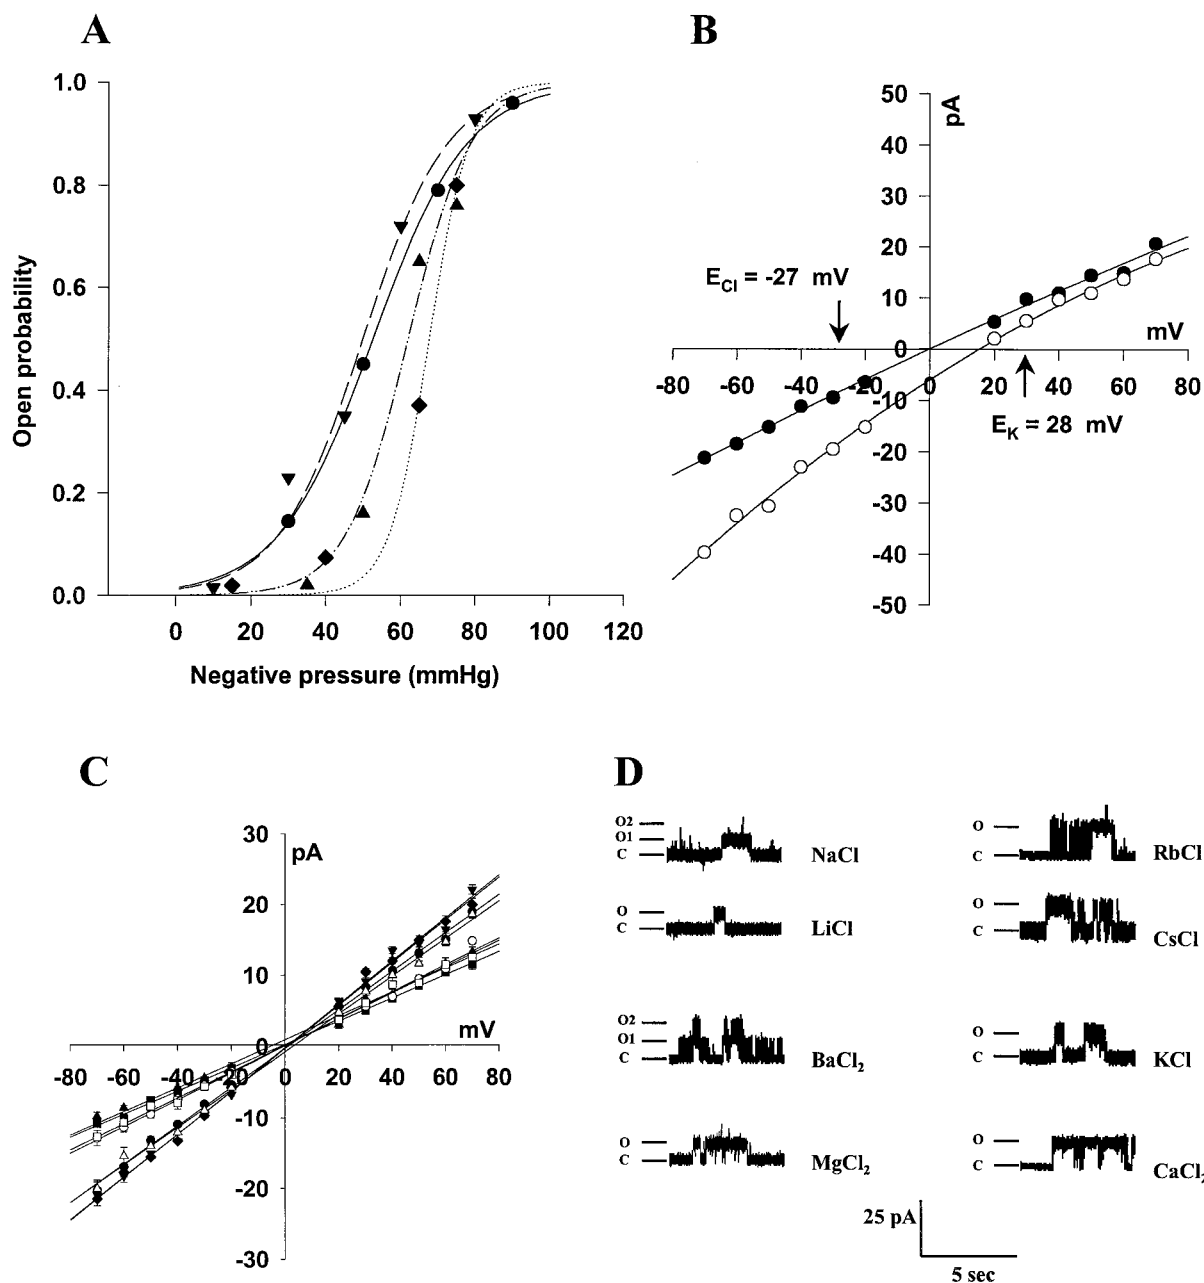 A
1.0
0.8
0.6
0.4
0.2
0.0
Open probability
0 20 40 60 80 100 120
Negative pressure (mmHg)
B
50
40
30
20
10
0
-10
-20
-30
-40
-50
pA
mV
-80 -60 -40 -20 0 20 40 60 80
E_Cl = -27 mV
E_K = 28 mV
C
30
20
10
0
-10
-20
-30
pA
mV
-80 -60 -40 -20 0 20 40 60 80
D
O2
O1
C
NaCl
O
C
RbCl
O
C
LiCl
O
C
CsCl
O2
O1
C
BaCl₂
O
C
KCl
O
C
MgCl₂
O
C
CaCl₂
25 pA
5 sec